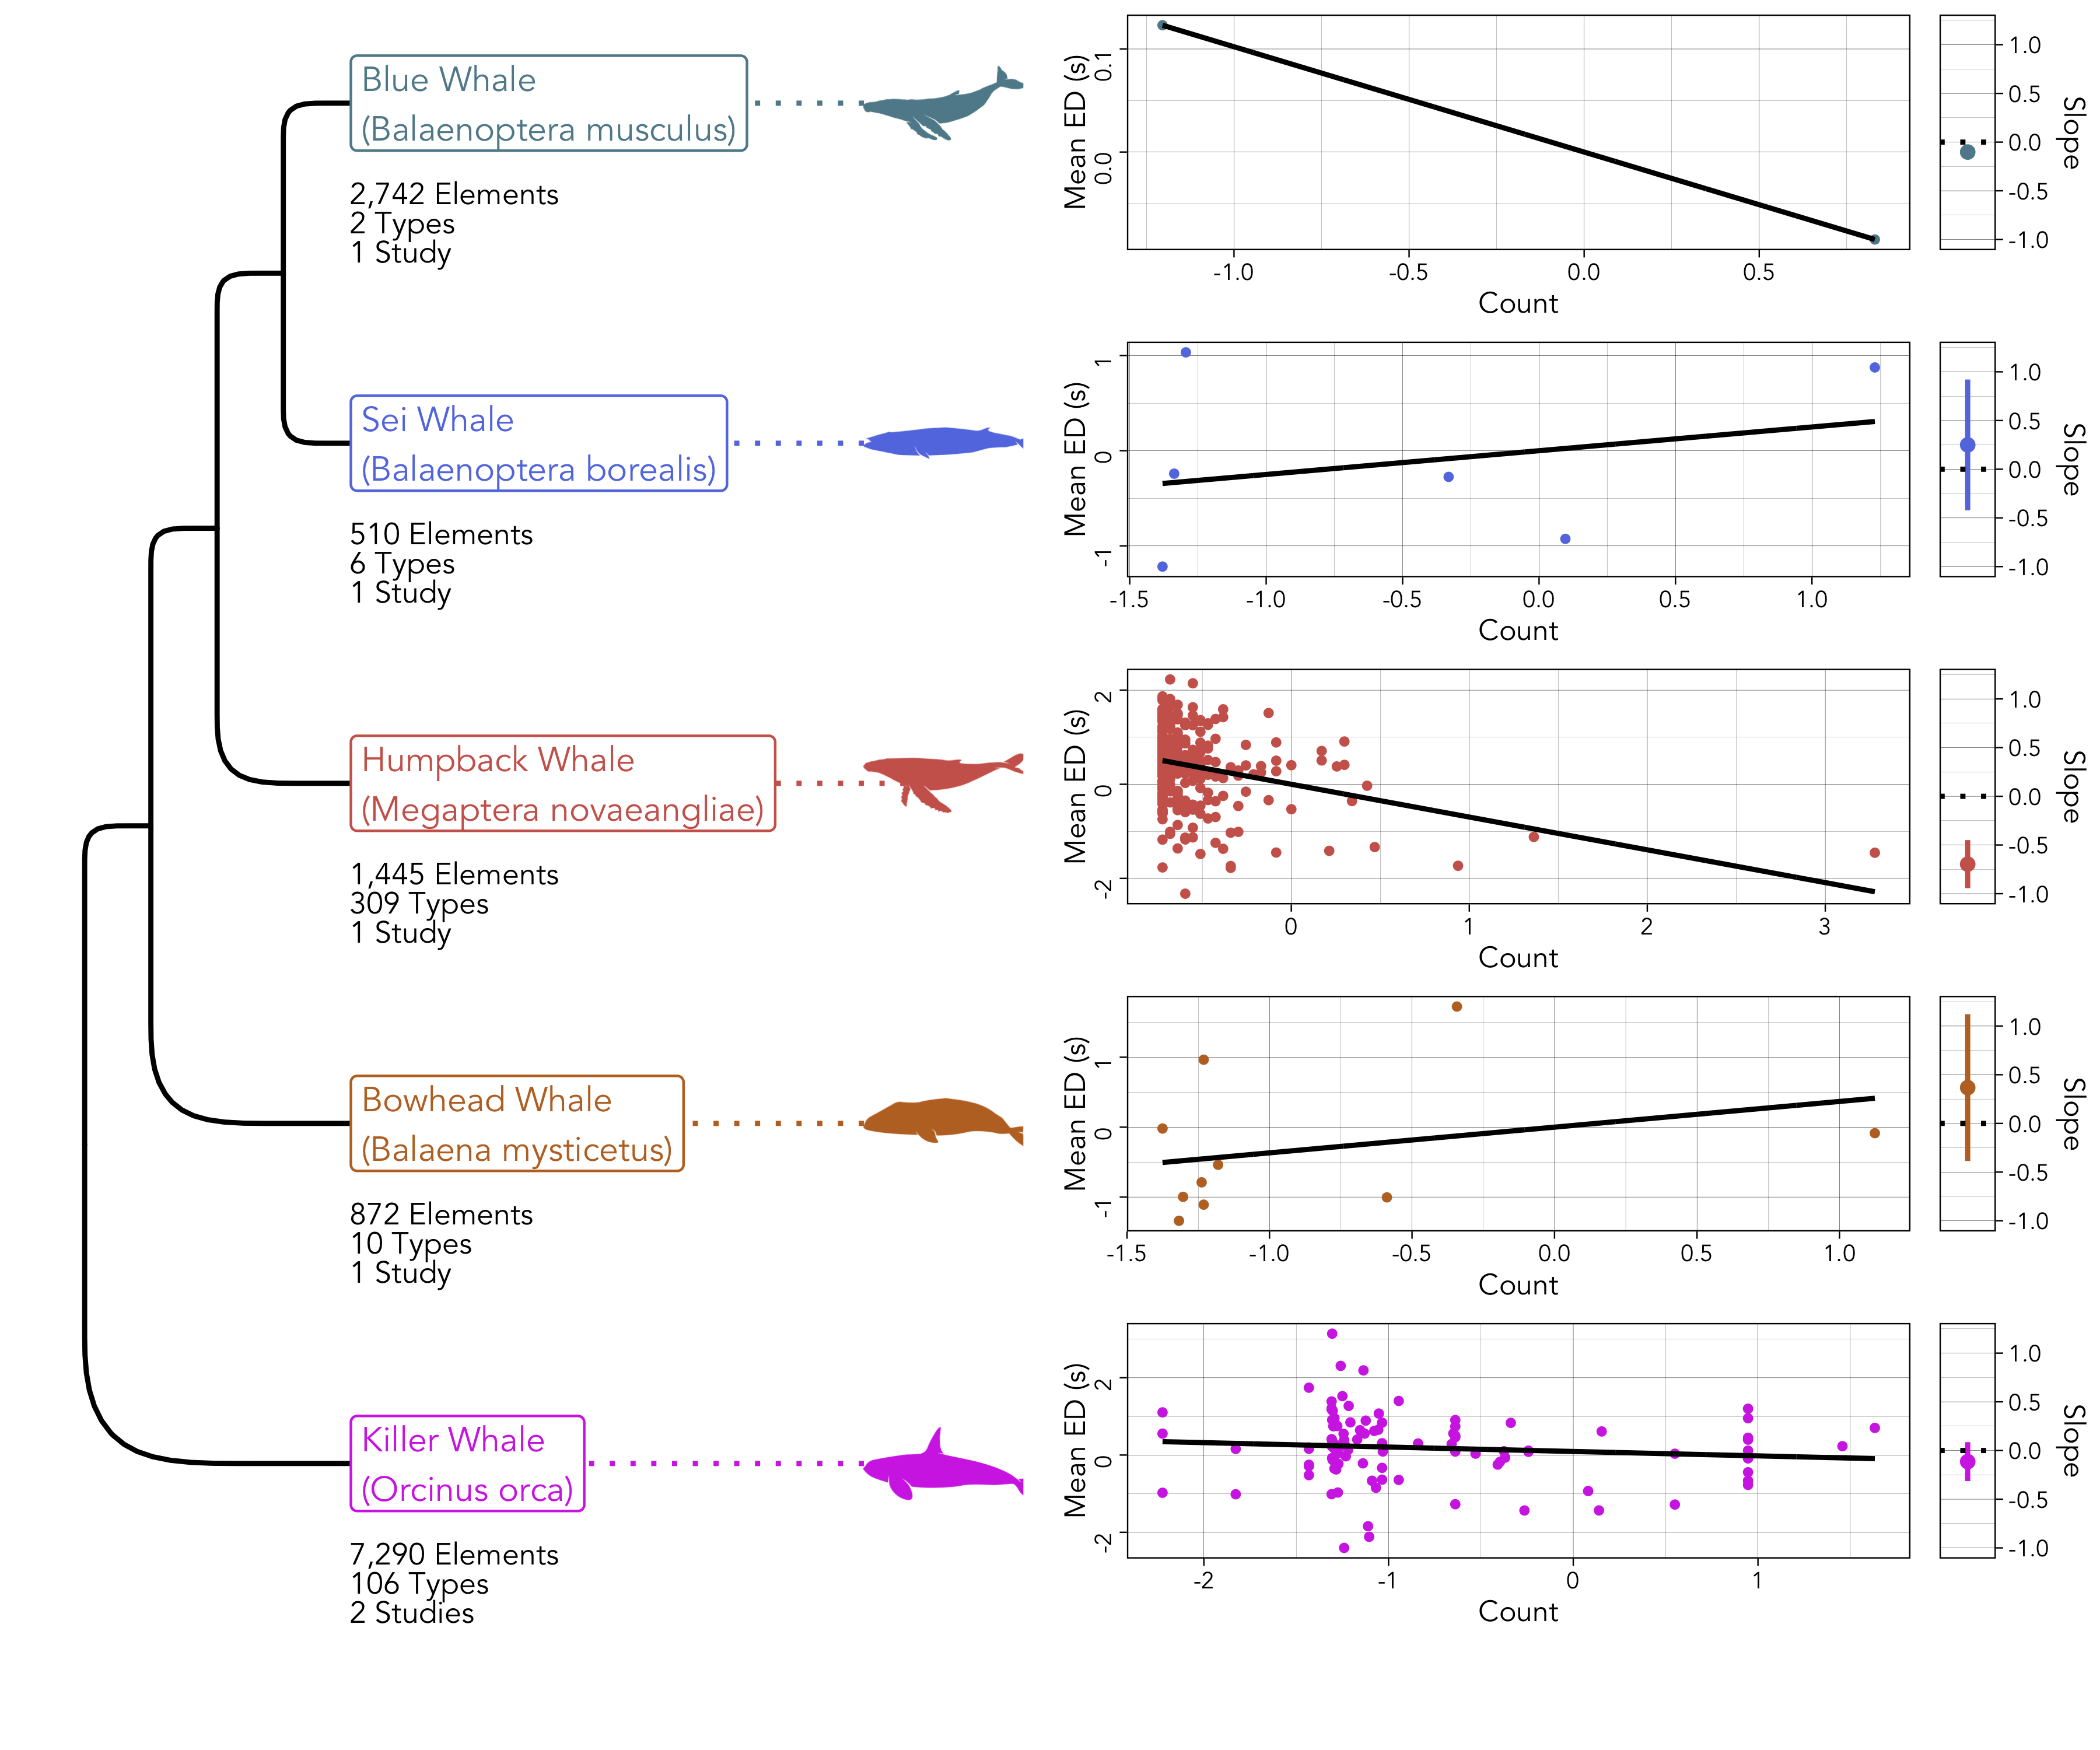 Blue Whale
(Balaenoptera musculus)
2,742 Elements
2 Types
1 Study
Mean ED (s)
0.1
0.0
-1.0
-0.5
0.0
0.5
Count
1.0
0.5
0.0
-0.5
-1.0
Slope
Sei Whale
(Balaenoptera borealis)
510 Elements
6 Types
1 Study
Mean ED (s)
1
0
-1
-1.5
-1.0
-0.5
0.0
0.5
1.0
Count
1.0
0.5
0.0
-0.5
-1.0
Slope
Humpback Whale
(Megaptera novaeangliae)
1,445 Elements
309 Types
1 Study
Mean ED (s)
2
0
-2
0
1
2
3
Count
1.0
0.5
0.0
-0.5
-1.0
Slope
Bowhead Whale
(Balaena mysticetus)
872 Elements
10 Types
1 Study
Mean ED (s)
1
0
-1
-1.5
-1.0
-0.5
0.0
0.5
1.0
Count
1.0
0.5
0.0
-0.5
-1.0
Slope
Killer Whale
(Orcinus orca)
7,290 Elements
106 Types
2 Studies
Mean ED (s)
2
0
-2
-2
-1
0
1
Count
1.0
0.5
0.0
-0.5
-1.0
Slope